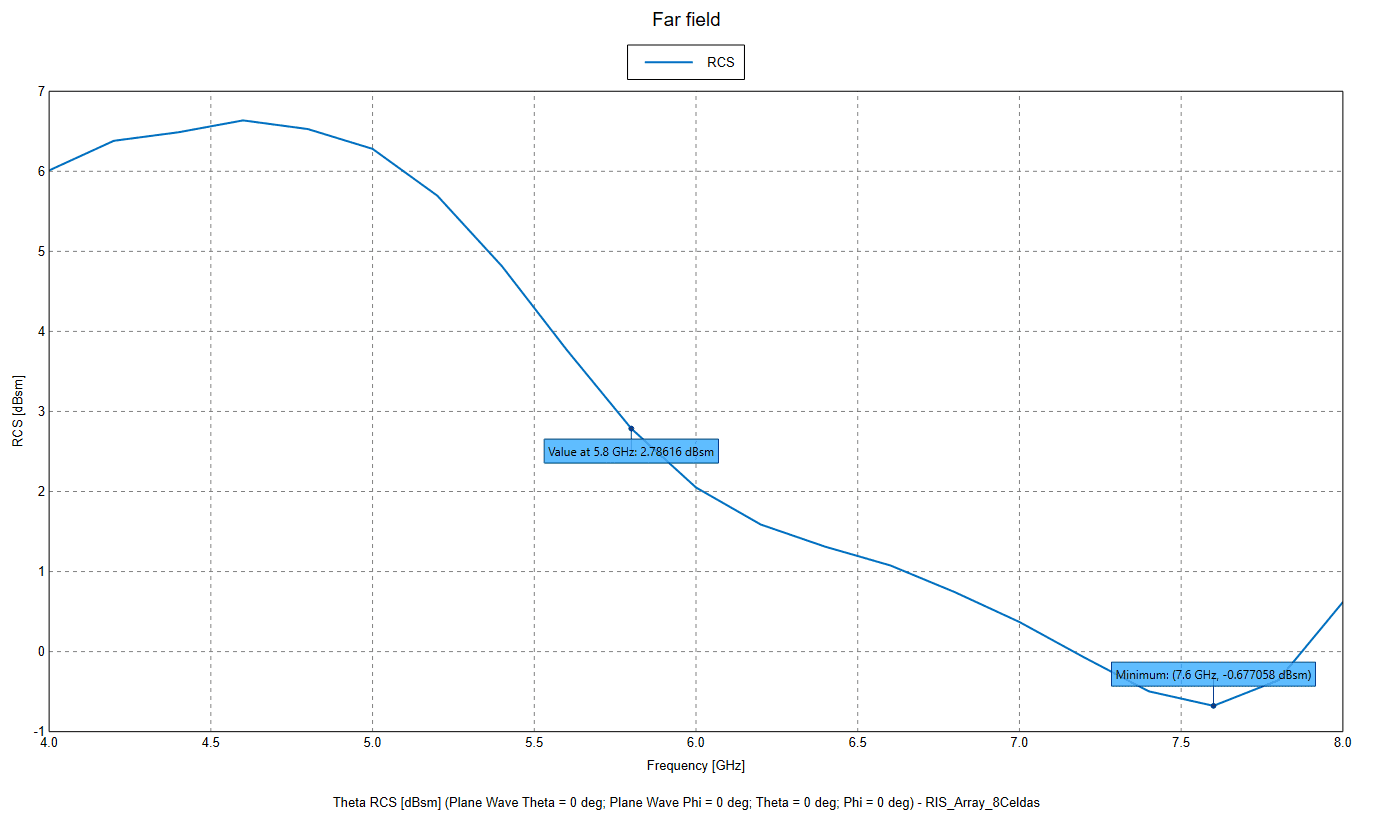 Far field
RCS
7
6
5
4
3
2
1
0
-1
RCS [dBsm]
Value at 5.8 GHz: 2.78616 dBsm
Minimum: (7.6 GHz, -0.677058 dBsm)
4.0 4.5 5.0 5.5 6.0 6.5 7.0 7.5 8.0
Frequency [GHz]
Theta RCS [dBsm] (Plane Wave Theta = 0 deg; Plane Wave Phi = 0 deg; Theta = 0 deg; Phi = 0 deg) - RIS_Array_8Celdas